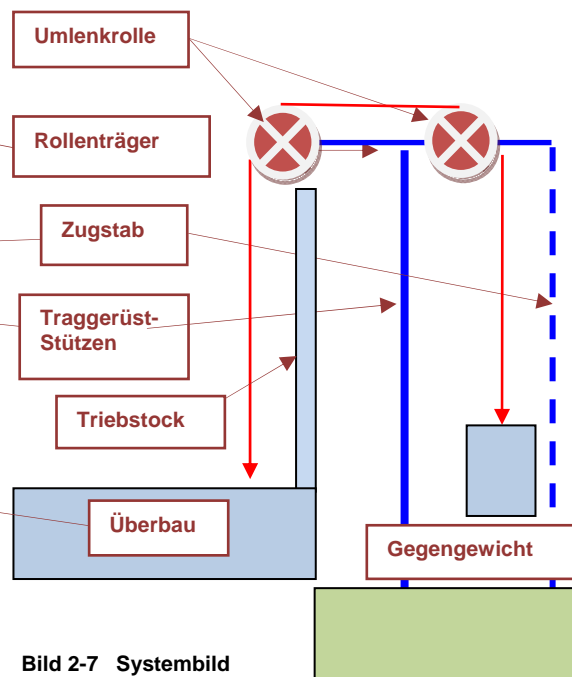 Umlenkrolle
Rollenträger
Zugstab
Traggerüst-
Stützen
Triebstock
Überbau
Gegengewicht
Bild 2-7 Systembild